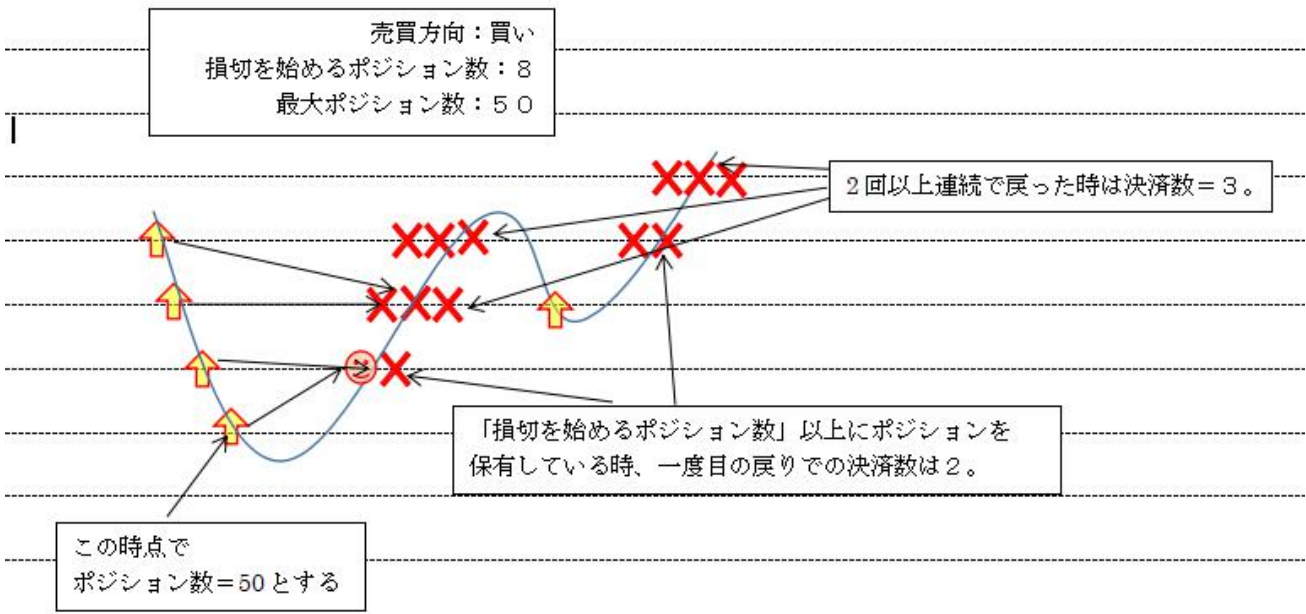 売買方向：買い
損切を始めるポジション数：８
最大ポジション数：５０
2回以上連続で戻った時は決済数＝３。
「損切を始めるポジション数」以上にポジションを
保有している時、一度目の戻りでの決済数は２。
この時点で
ポジション数＝50とする